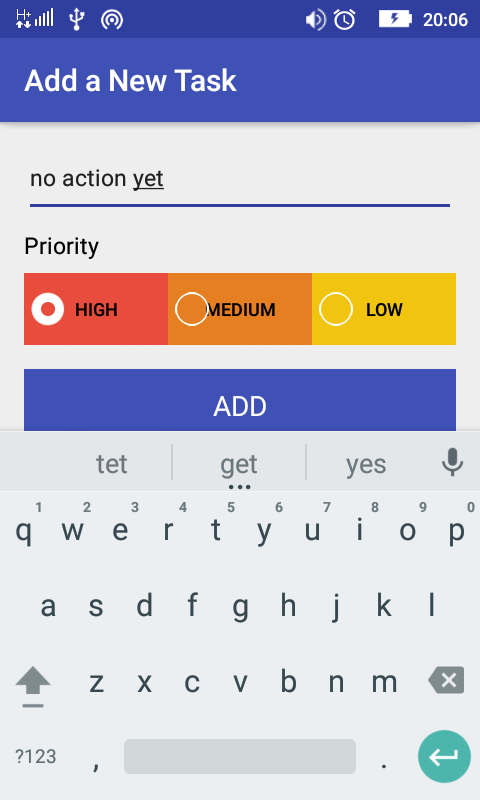 H+ 20:06
Add a New Task
no action yet
Priority
HIGH MEDIUM LOW
ADD
tet get yes
1 2 3 4 5 6 7 8 9 0
q w e r t y u i o p
a s d f g h j k l
z x c v b n m
?123 , .